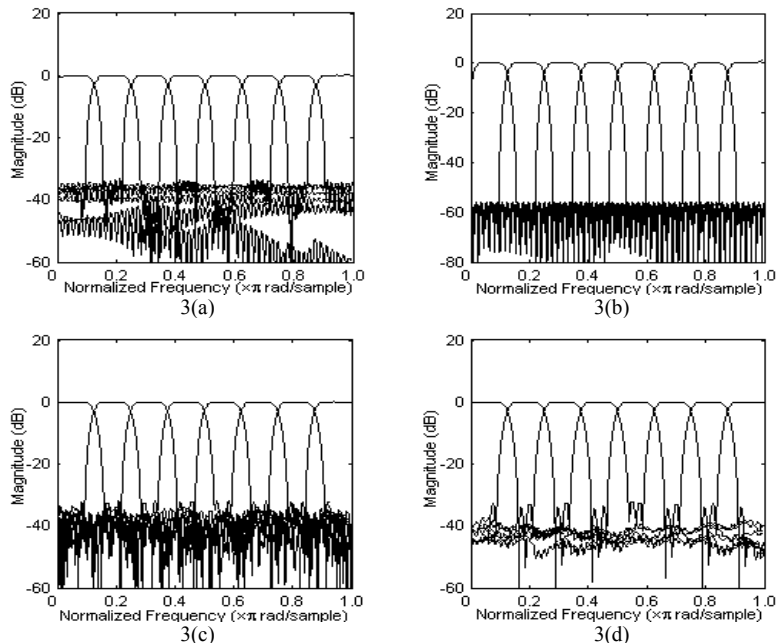 20
0
-20
-40
-60
Magnitude (dB)
0 0.2 0.4 0.6 0.8 1.0
Normalized Frequency (×π rad/sample)
3(a)
20
0
-20
-40
-60
-80
Magnitude (dB)
0 0.2 0.4 0.6 0.8 1.0
Normalized Frequency (×π rad/sample)
3(b)
20
0
-20
-40
-60
Magnitude (dB)
0 0.2 0.4 0.6 0.8 1.0
Normalized Frequency (×π rad/sample)
3(c)
20
0
-20
-40
-60
Magnitude (dB)
0 0.2 0.4 0.6 0.8 1.0
Normalized Frequency (×π rad/sample)
3(d)